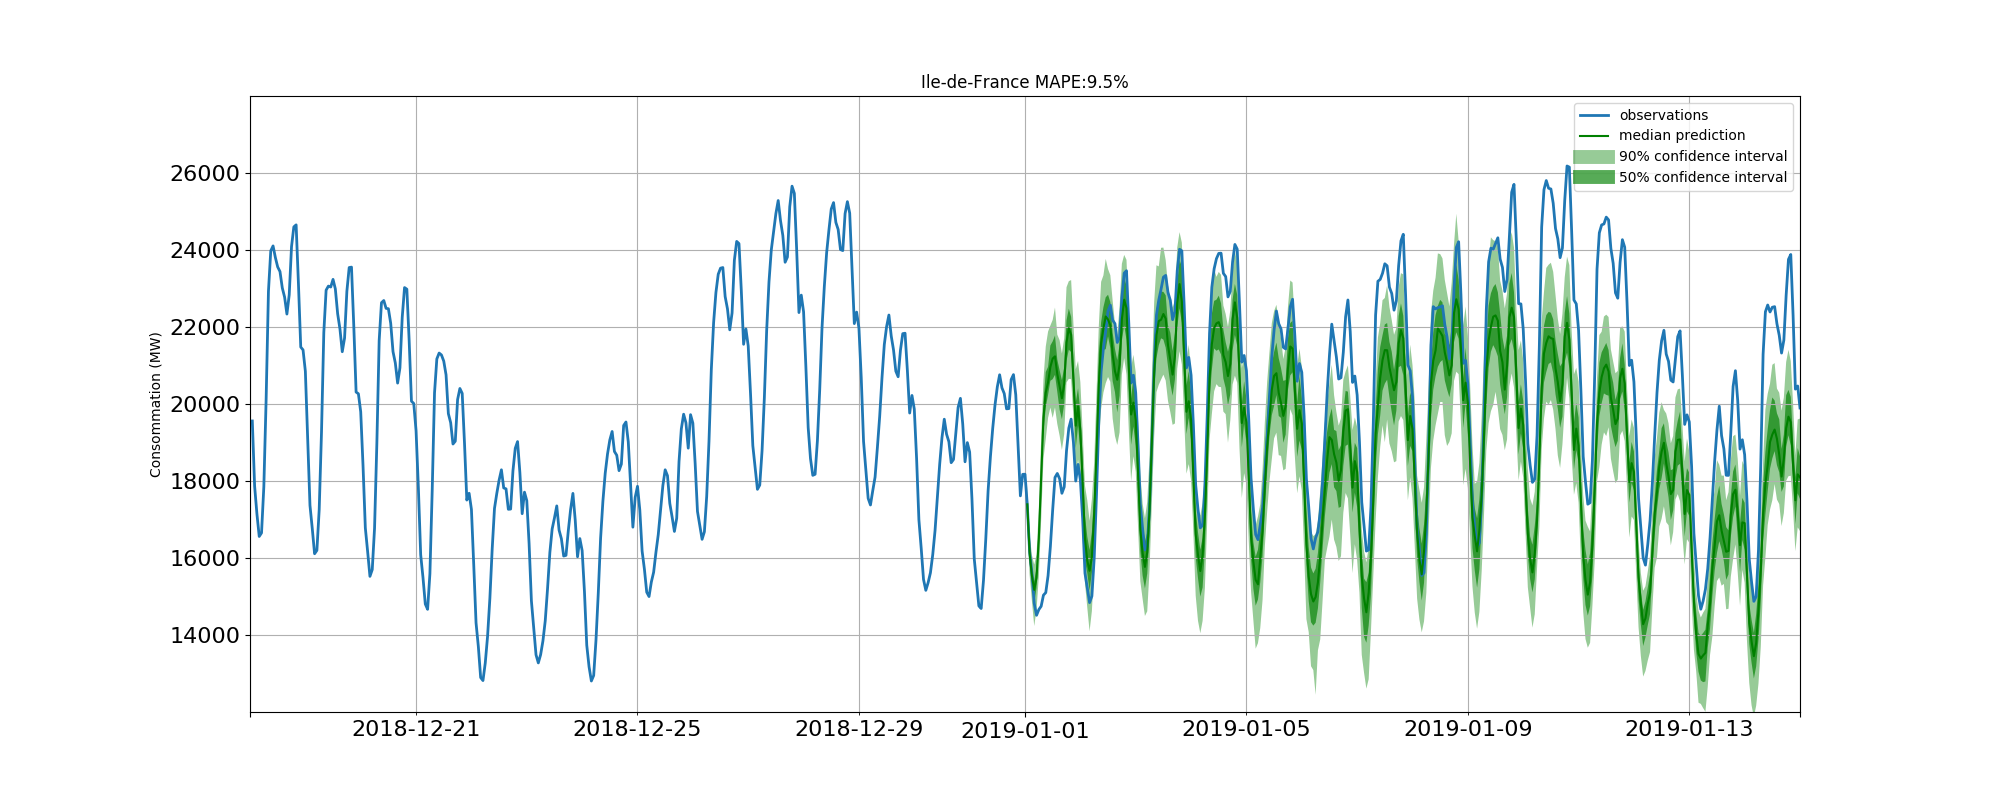 Ile-de-France MAPE:9.5%
observations
median prediction
90% confidence interval
50% confidence interval
Consommation (MW)
26000
24000
22000
20000
18000
16000
14000
2018-12-21 2018-12-25 2018-12-29 2019-01-01 2019-01-05 2019-01-09 2019-01-13